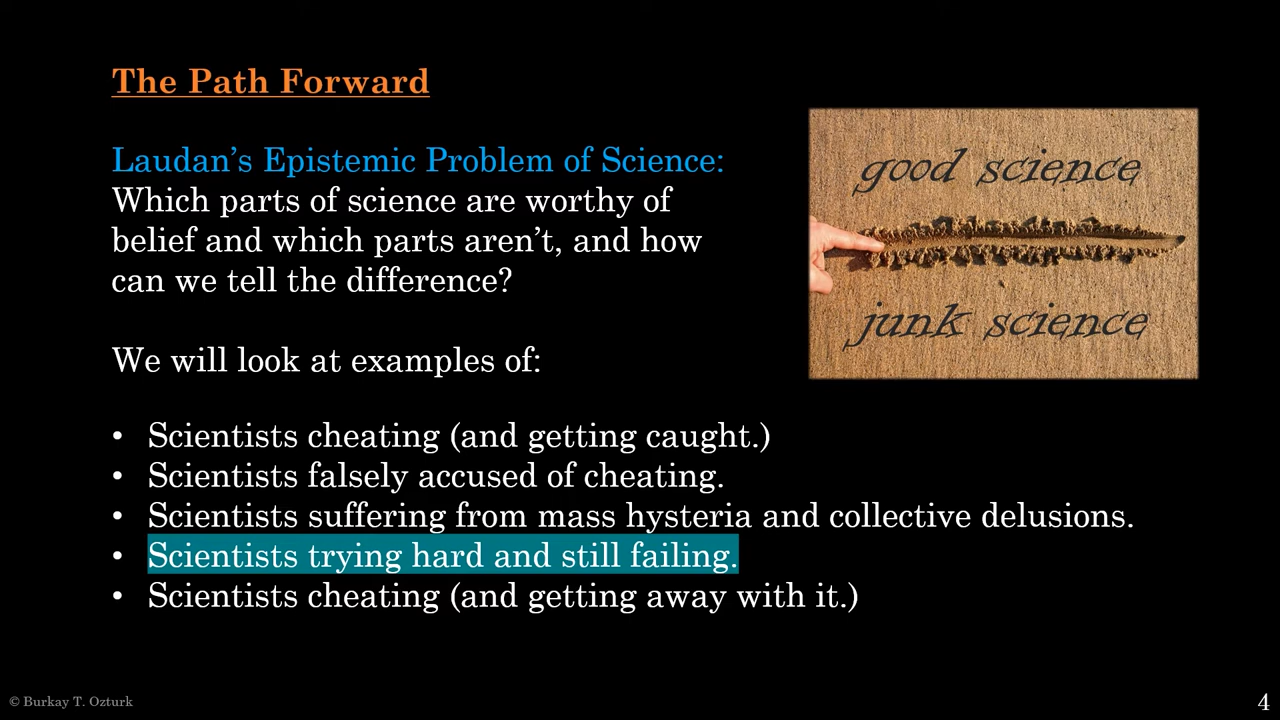 The Path Forward
Laudan’s Epistemic Problem of Science:
Which parts of science are worthy of
belief and which parts aren’t, and how
can we tell the difference?
good science
junk science
We will look at examples of:
• Scientists cheating (and getting caught.)
• Scientists falsely accused of cheating.
• Scientists suffering from mass hysteria and collective delusions.
• Scientists trying hard and still failing.
• Scientists cheating (and getting away with it.)
© Burkay T. Ozturk
4